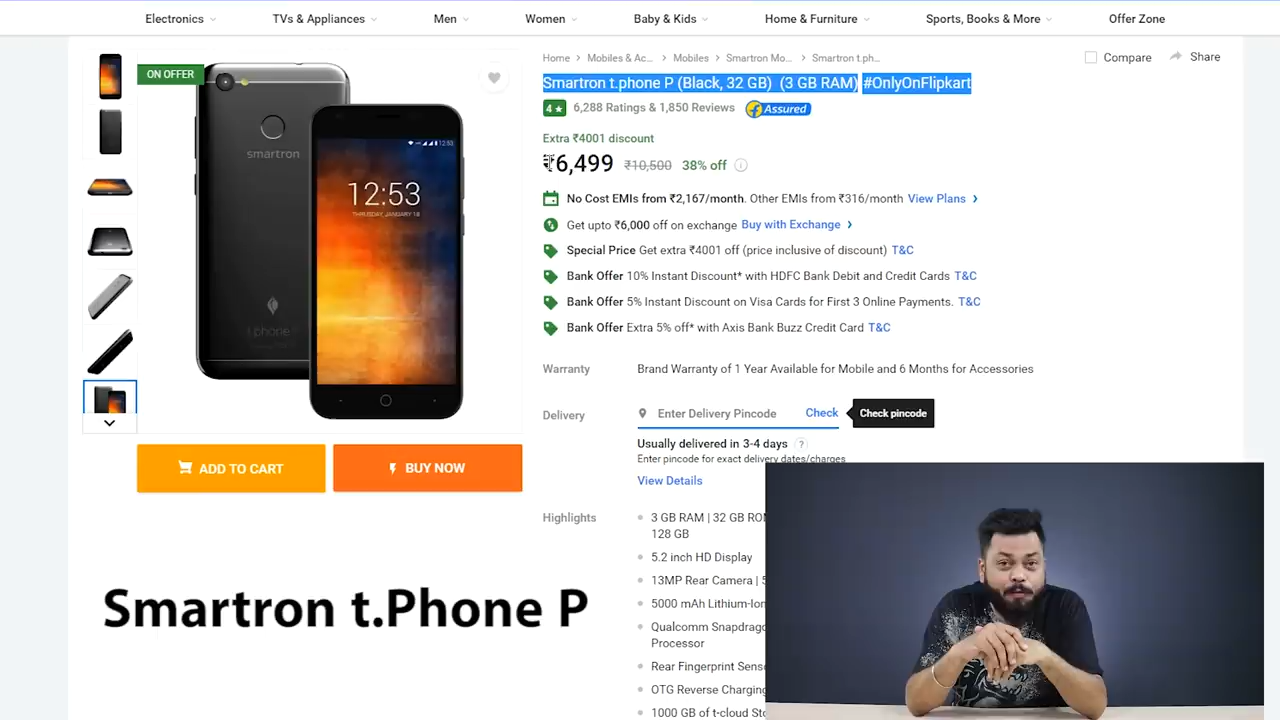 Electronics TVs & Appliances Men Women Baby & Kids Home & Furniture Sports, Books & More Offer Zone
Home > Mobiles & Ac... > Mobiles > Smartron Mo... > Smartron t.ph...
Compare Share
ON OFFER
smartron
t.phone
12:53
12:53
THURSDAY, JANUARY 18
Smartron t.phone P (Black, 32 GB) (3 GB RAM) #OnlyOnFlipkart
4★ 6,288 Ratings & 1,850 Reviews Assured
Extra ₹4001 discount
₹6,499 ₹10,500 38% off
No Cost EMIs from ₹2,167/month. Other EMIs from ₹316/month View Plans >
Get upto ₹6,000 off on exchange Buy with Exchange >
Special Price Get extra ₹4001 off (price inclusive of discount) T&C
Bank Offer 10% Instant Discount* with HDFC Bank Debit and Credit Cards T&C
Bank Offer 5% Instant Discount on Visa Cards for First 3 Online Payments. T&C
Bank Offer Extra 5% off* with Axis Bank Buzz Credit Card T&C
Warranty Brand Warranty of 1 Year Available for Mobile and 6 Months for Accessories
Delivery Enter Delivery Pincode Check Check pincode
Usually delivered in 3-4 days ?
Enter pincode for exact delivery dates/charges
View Details
ADD TO CART BUY NOW
Highlights
3 GB RAM | 32 GB ROM
128 GB
5.2 inch HD Display
13MP Rear Camera | 5
5000 mAh Lithium-Ion
Qualcomm Snapdrago
Processor
Rear Fingerprint Senso
OTG Reverse Charging
1000 GB of t-cloud Sto
Smartron t.Phone P